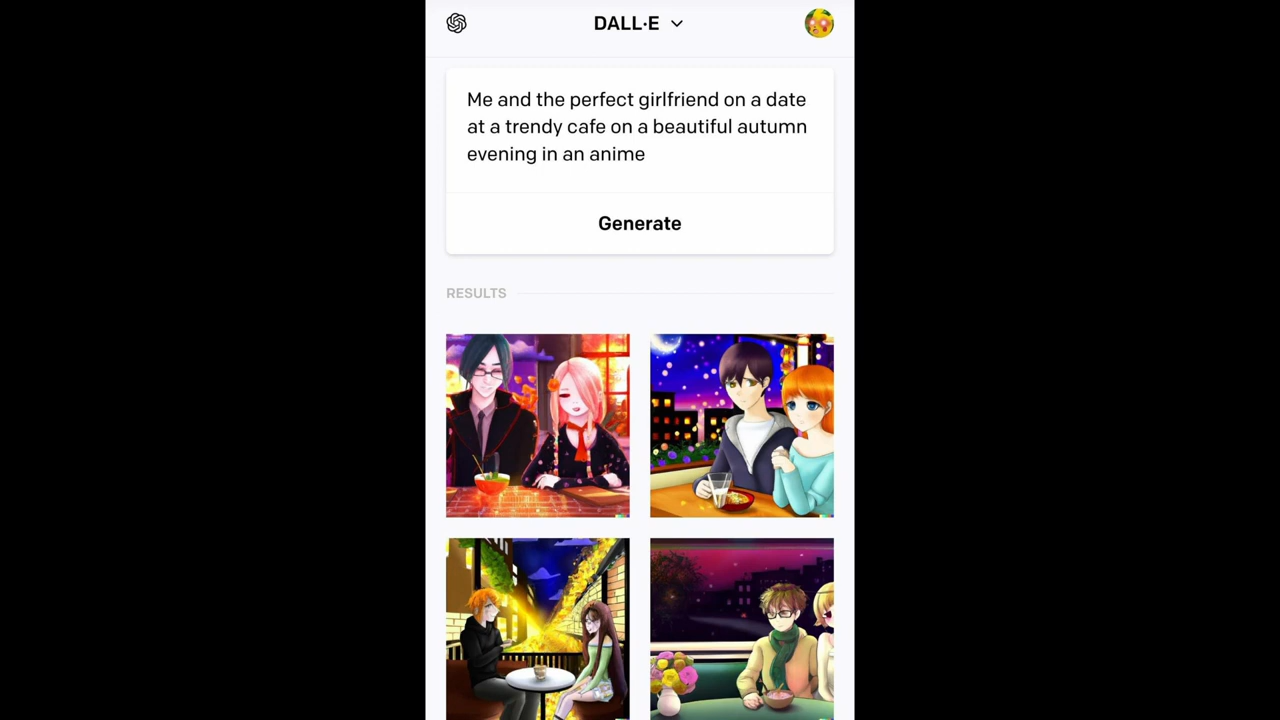 DALL·E
Me and the perfect girlfriend on a date
at a trendy cafe on a beautiful autumn
evening in an anime
Generate
RESULTS